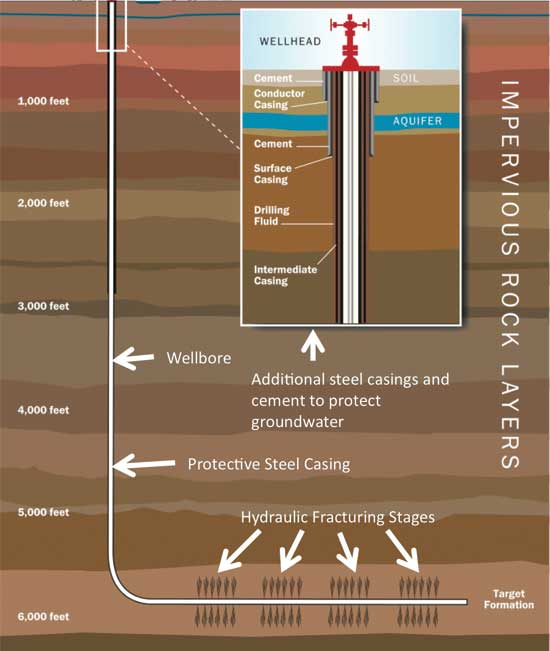 WELLHEAD
Cement
SOIL
Conductor
Casing
AQUIFER
Cement
Surface
Casing
Drilling
Fluid
Intermediate
Casing
1,000 feet
2,000 feet
3,000 feet
4,000 feet
5,000 feet
6,000 feet
IMPERVIOUS ROCK LAYERS
Wellbore
Additional steel casings and
cement to protect
groundwater
Protective Steel Casing
Hydraulic Fracturing Stages
Target
Formation